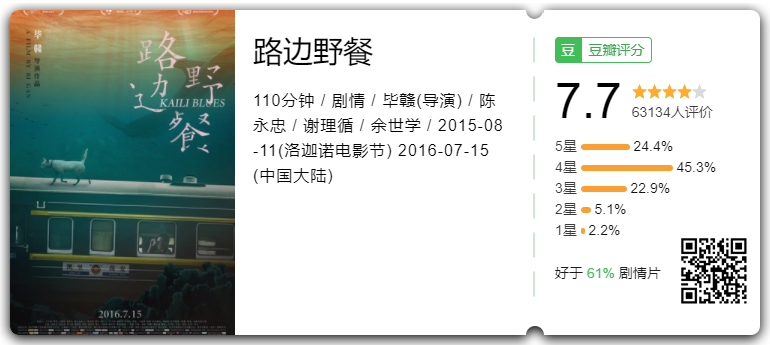 毕赣
导演作品
A FILM BY BI GAN
路边野餐
KAILI BLUES
2016.7.15
路边野餐
110分钟 / 剧情 / 毕赣(导演) / 陈
永忠 / 谢理循 / 余世学 / 2015-08
-11(洛迦诺电影节) 2016-07-15
(中国大陆)
豆 豆瓣评分
7.7
63134人评价
5星 24.4%
4星 45.3%
3星 22.9%
2星 5.1%
1星 2.2%
好于 61% 剧情片